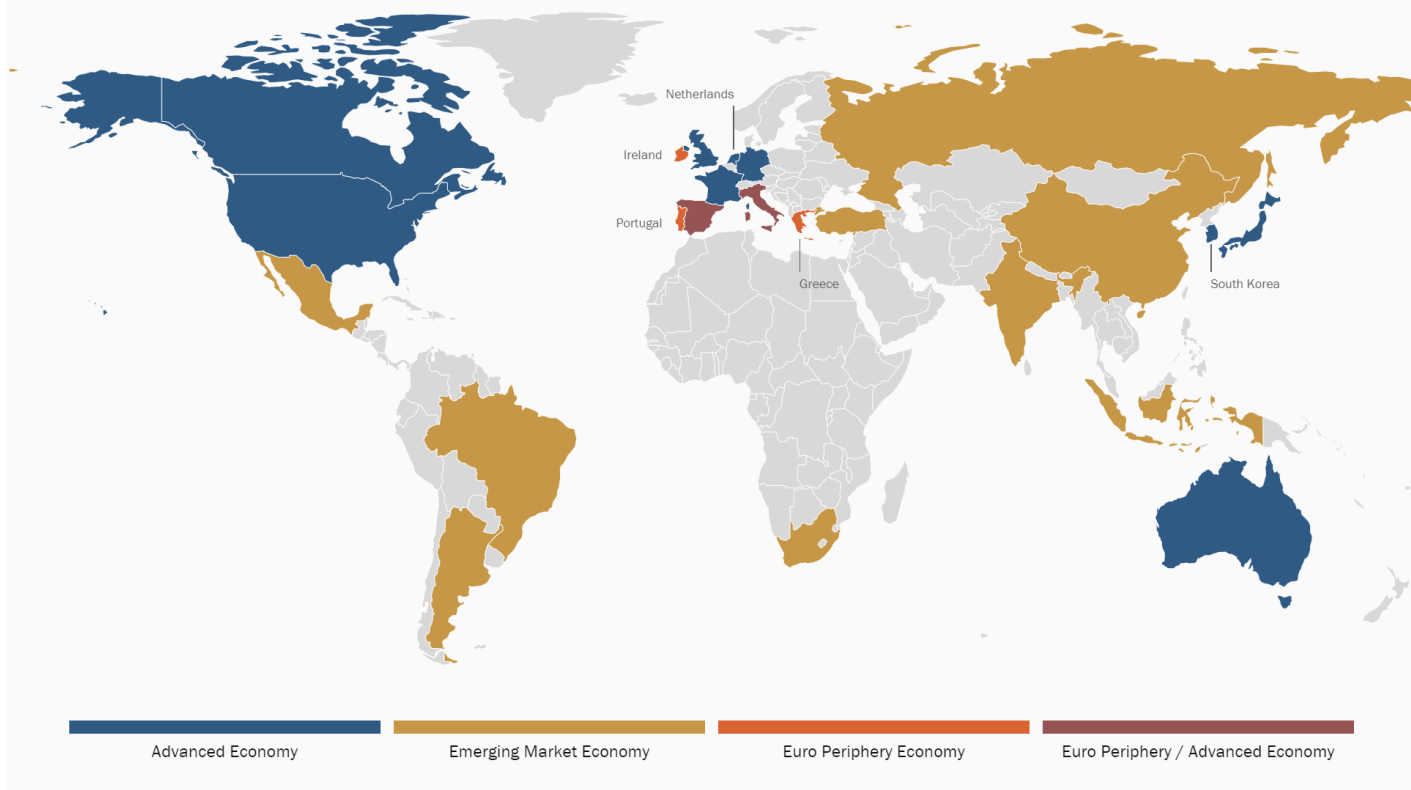 Netherlands
Ireland
Portugal
Greece
South Korea
Advanced Economy
Emerging Market Economy
Euro Periphery Economy
Euro Periphery / Advanced Economy